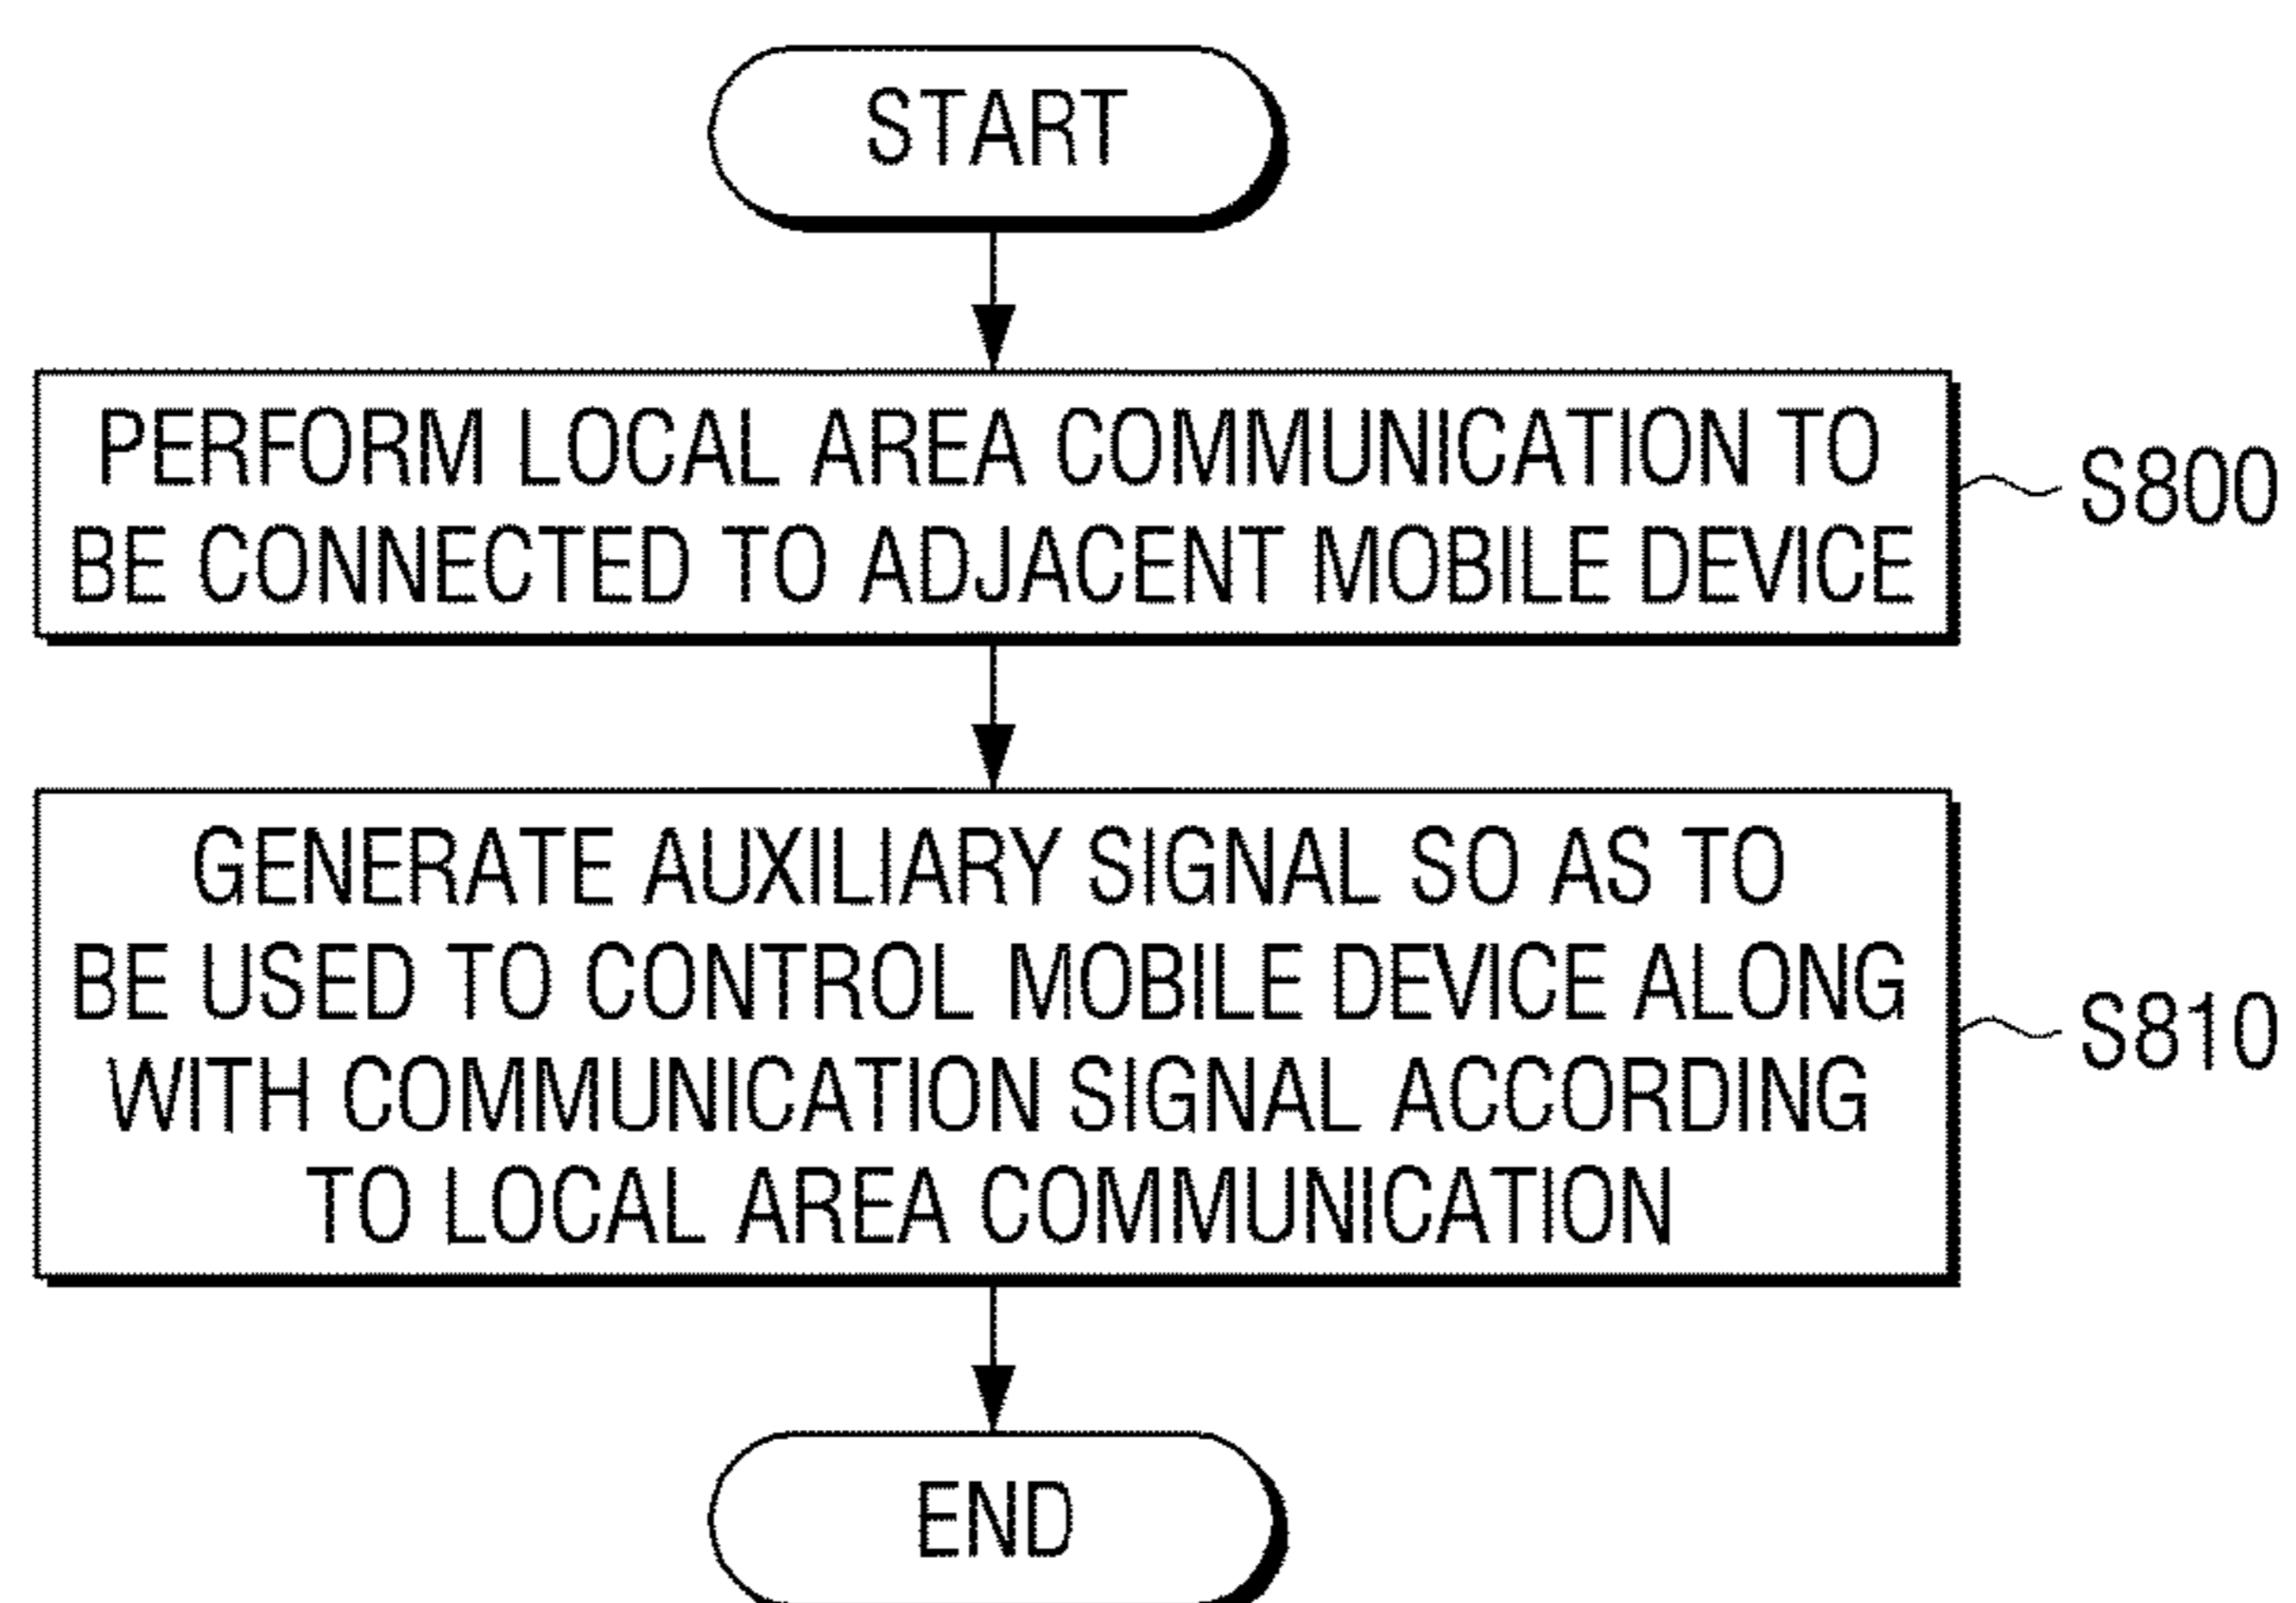 START
PERFORM LOCAL AREA COMMUNICATION TO
BE CONNECTED TO ADJACENT MOBILE DEVICE
S800
GENERATE AUXILIARY SIGNAL SO AS TO
BE USED TO CONTROL MOBILE DEVICE ALONG
WITH COMMUNICATION SIGNAL ACCORDING
TO LOCAL AREA COMMUNICATION
S810
END